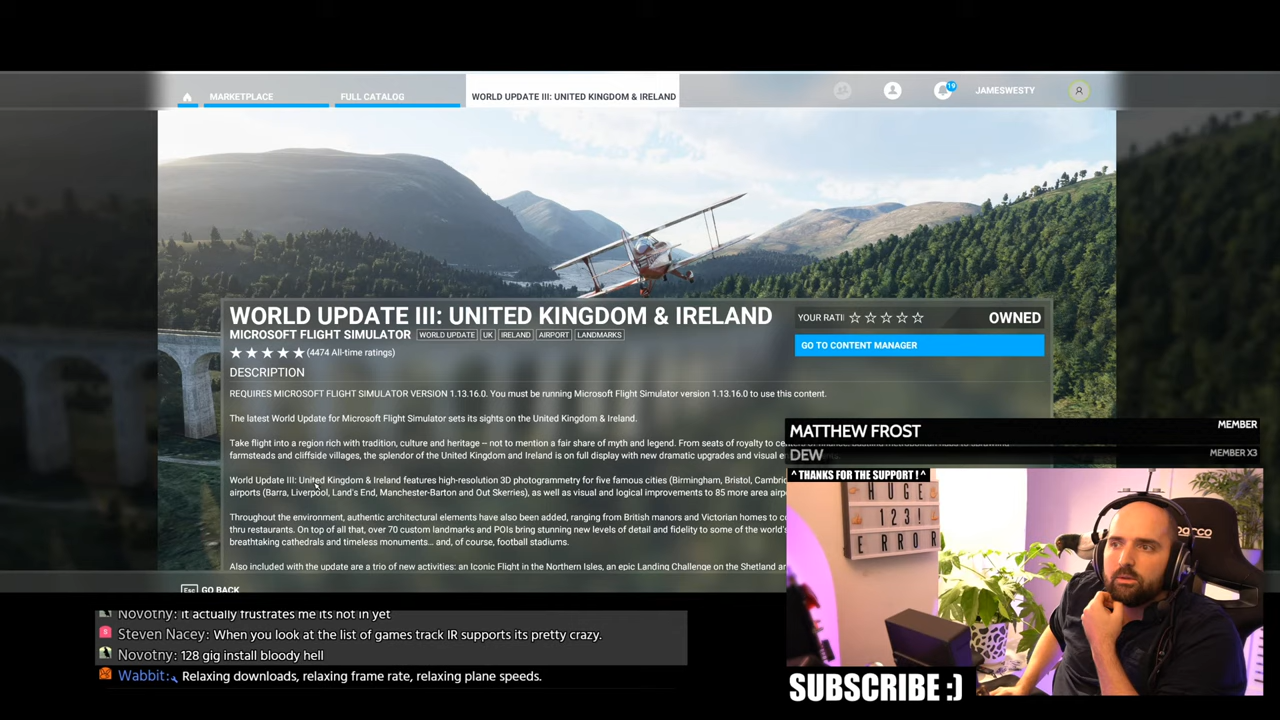 MARKETPLACE
FULL CATALOG
WORLD UPDATE III: UNITED KINGDOM & IRELAND
19
JAMESWESTY
WORLD UPDATE III: UNITED KINGDOM & IRELAND
MICROSOFT FLIGHT SIMULATOR WORLD UPDATE UK IRELAND AIRPORT LANDMARKS
(4474 All-time ratings)
YOUR RATI
OWNED
GO TO CONTENT MANAGER
DESCRIPTION
REQUIRES MICROSOFT FLIGHT SIMULATOR VERSION 1.13.16.0. You must be running Microsoft Flight Simulator version 1.13.16.0 to use this content.
The latest World Update for Microsoft Flight Simulator sets its sights on the United Kingdom & Ireland.
Take flight into a region rich with tradition, culture and heritage – not to mention a fair share of myth and legend. From seats of royalty to
farmsteads and cliffside villages, the splendor of the United Kingdom and Ireland is on full display with new dramatic upgrades and visual
World Update III: United Kingdom & Ireland features high-resolution 3D photogrammetry for five famous cities (Birmingham, Bristol, Cambri
airports (Barra, Liverpool, Land's End, Manchester-Barton and Out Skerries), as well as visual and logical improvements to 85 more area airp
Throughout the environment, authentic architectural elements have also been added, ranging from British manors and Victorian homes to
thru restaurants. On top of all that, over 70 custom landmarks and POIs bring stunning new levels of detail and fidelity to some of the world's
breathtaking cathedrals and timeless monuments... and, of course, football stadiums.
Also included with the update are a trio of new activities: an Iconic Flight in the Northern Isles, an epic Landing Challenge on the Shetland
Esc GO BACK
MATTHEW FROST
MEMBER
DEW
MEMBER X3
^ THANKS FOR THE SUPPORT ! ^
HUGE
123!
ERROR
SUBSCRIBE :)
Novotny: it actually frustrates me its not in yet
Steven Nacey: When you look at the list of games track IR supports its pretty crazy.
Novotny: 128 gig install bloody hell
Wabbit: Relaxing downloads, relaxing frame rate, relaxing plane speeds.